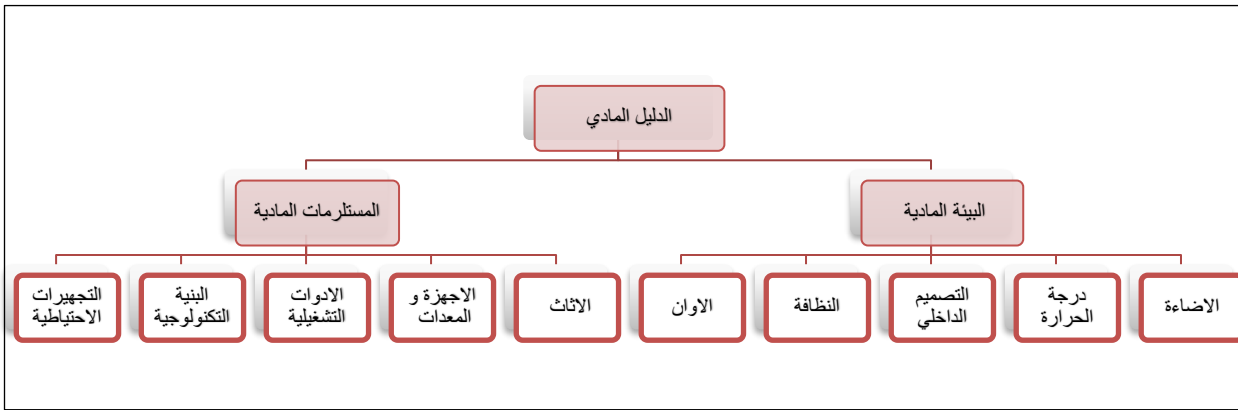 الدليل المادي
البيئة المادية
المستلرمات المادية
الاضاءة
درجة
الحرارة
التصميم
الداخلي
النظافة
الاوان
الاثاث
الاجهزة و
المعدات
الادوات
التشغيلية
البنية
التكنولوجية
التجهيرات
الاحتياطية